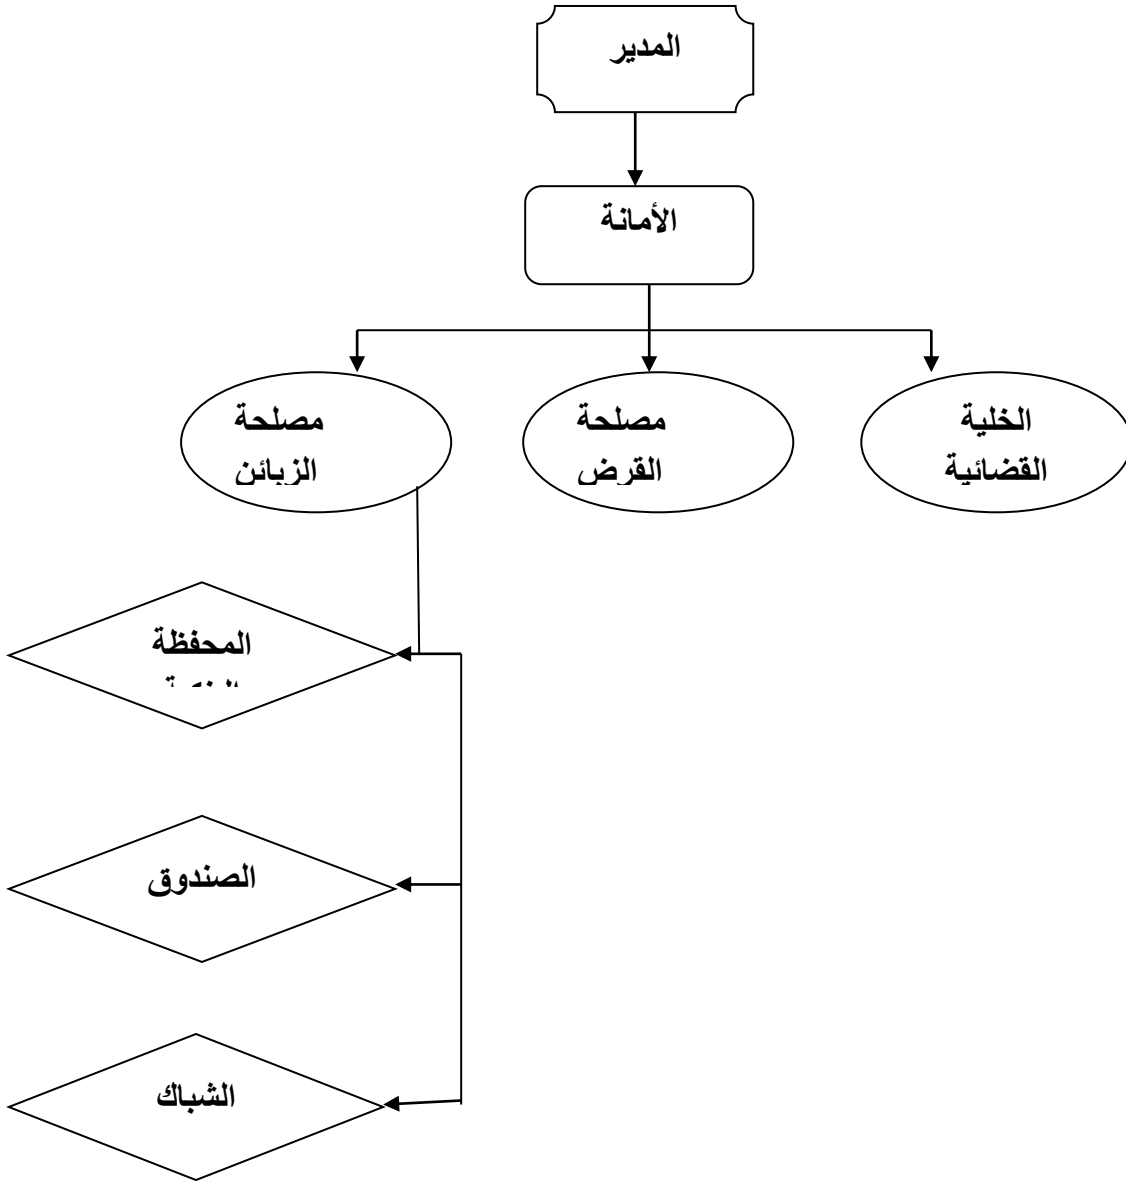 المدير
الأمانة
الخلية
القضائية
مصلحة
القرض
مصلحة
الزبائن
المحفظة
الصندوق
الشباك